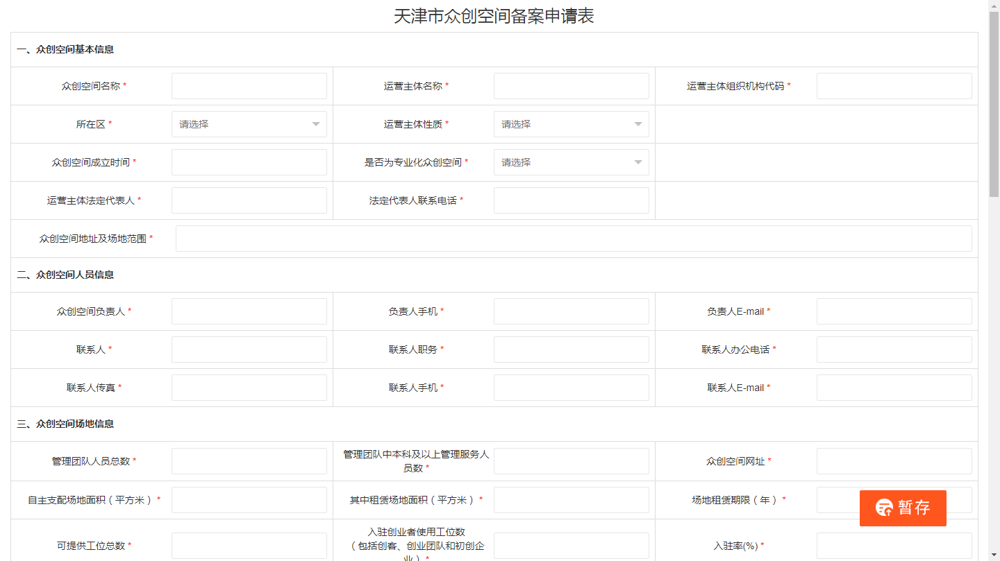 天津市众创空间备案申请表
一、众创空间基本信息
众创空间名称 *
运营主体名称 *
运营主体组织机构代码 *
所在区 *
请选择
运营主体性质 *
请选择
众创空间成立时间 *
是否为专业化众创空间 *
请选择
运营主体法定代表人 *
法定代表人联系电话 *
众创空间地址及场地范围 *
二、众创空间人员信息
众创空间负责人 *
负责人手机 *
负责人E-mail *
联系人 *
联系人职务 *
联系人办公电话 *
联系人传真 *
联系人手机 *
联系人E-mail *
三、众创空间场地信息
管理团队人员总数 *
管理团队中本科及以上管理服务人
员数 *
众创空间网址 *
自主支配场地面积（平方米） *
其中租赁场地面积（平方米） *
场地租赁期限（年） *
暂存
可提供工位总数 *
入驻创业者使用工位数
（包括创客、创业团队和初创企
业） *
入驻率(%) *